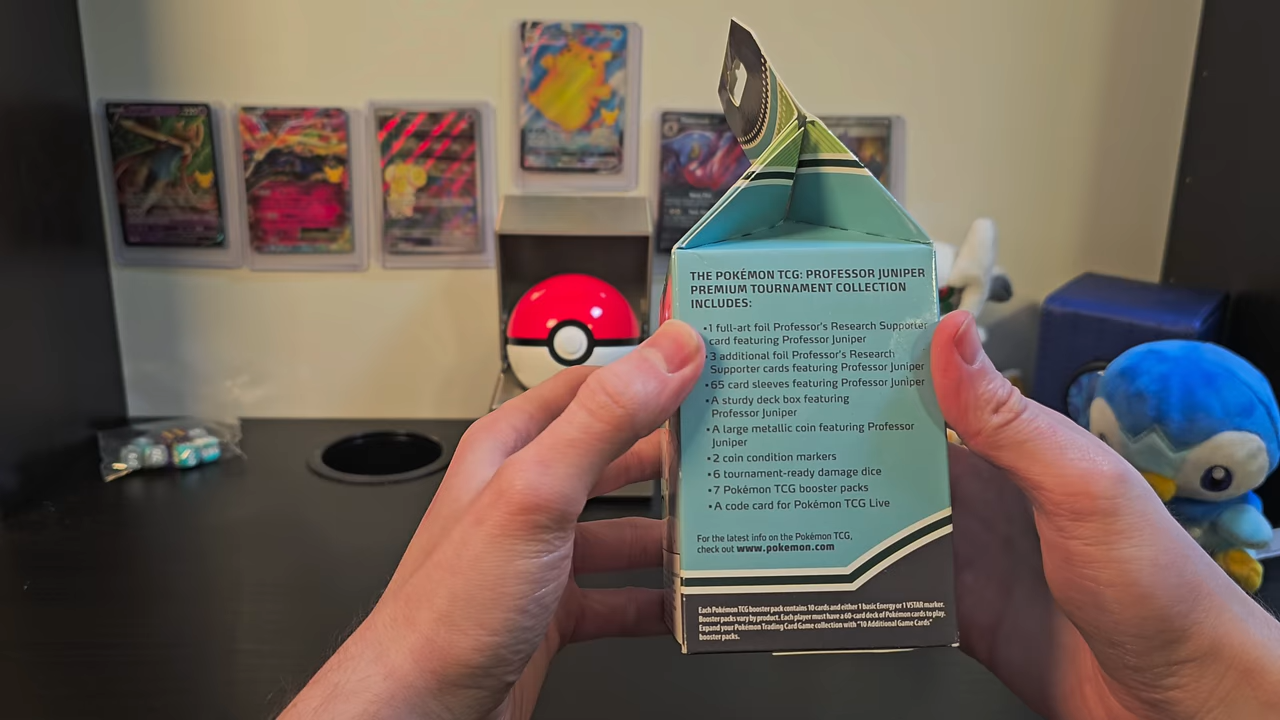 THE POKÉMON TCG: PROFESSOR JUNIPER
PREMIUM TOURNAMENT COLLECTION
INCLUDES:
•1 full-art foil Professor's Research Supporter
card featuring Professor Juniper
•3 additional foil Professor's Research
Supporter cards featuring Professor Juniper
•65 card sleeves featuring Professor Juniper
•A sturdy deck box featuring
Professor Juniper
•A large metallic coin featuring Professor
Juniper
•2 coin condition markers
•6 tournament-ready damage dice
•7 Pokémon TCG booster packs
•A code card for Pokémon TCG Live
For the latest info on the Pokémon TCG,
check out www.pokemon.com
Each Pokémon TCG booster pack contains 10 cards and either 1 basic Energy or 1 VSTAR marker.
Booster packs vary by product. Each player must have a 60-card deck of Pokémon cards to play.
Expand your Pokémon Trading Card Game collection with "10 Additional Game Cards"
booster packs.